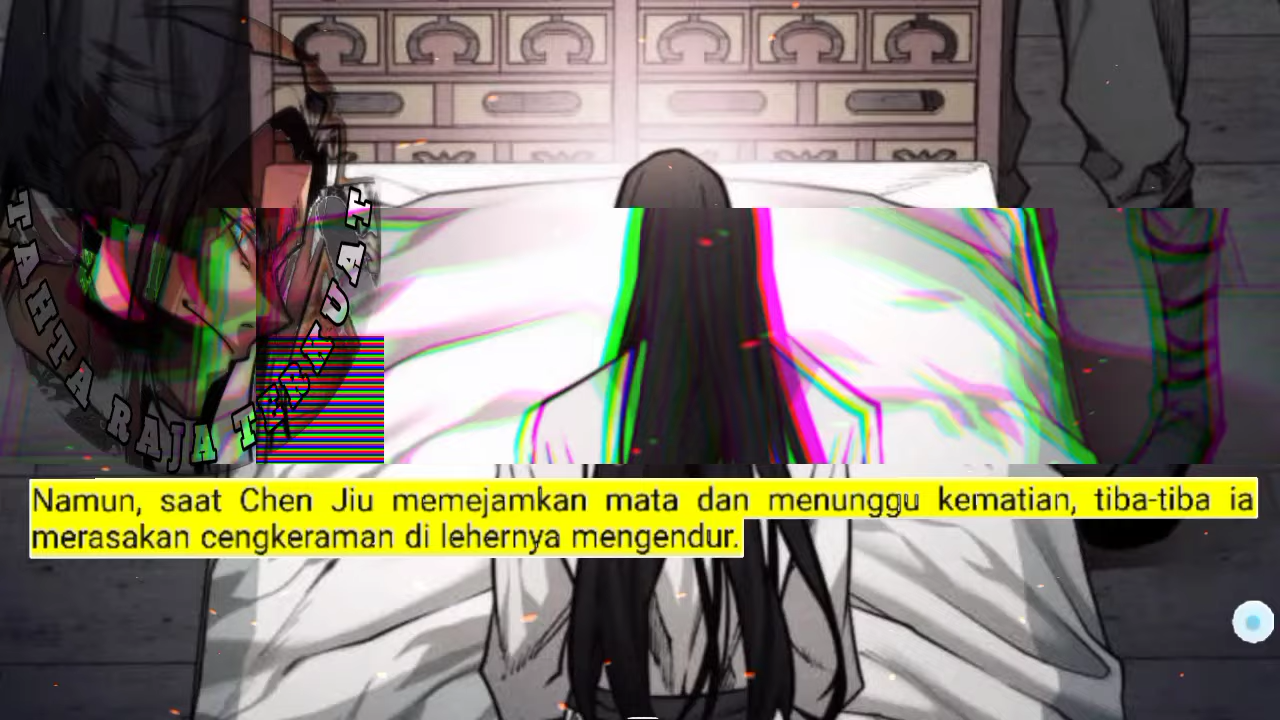 TAHTA RAJA TERKUAT
Namun, saat Chen Jiu memejamkan mata dan menunggu kematian, tiba-tiba ia
merasakan cengkeraman di lehernya mengendur.